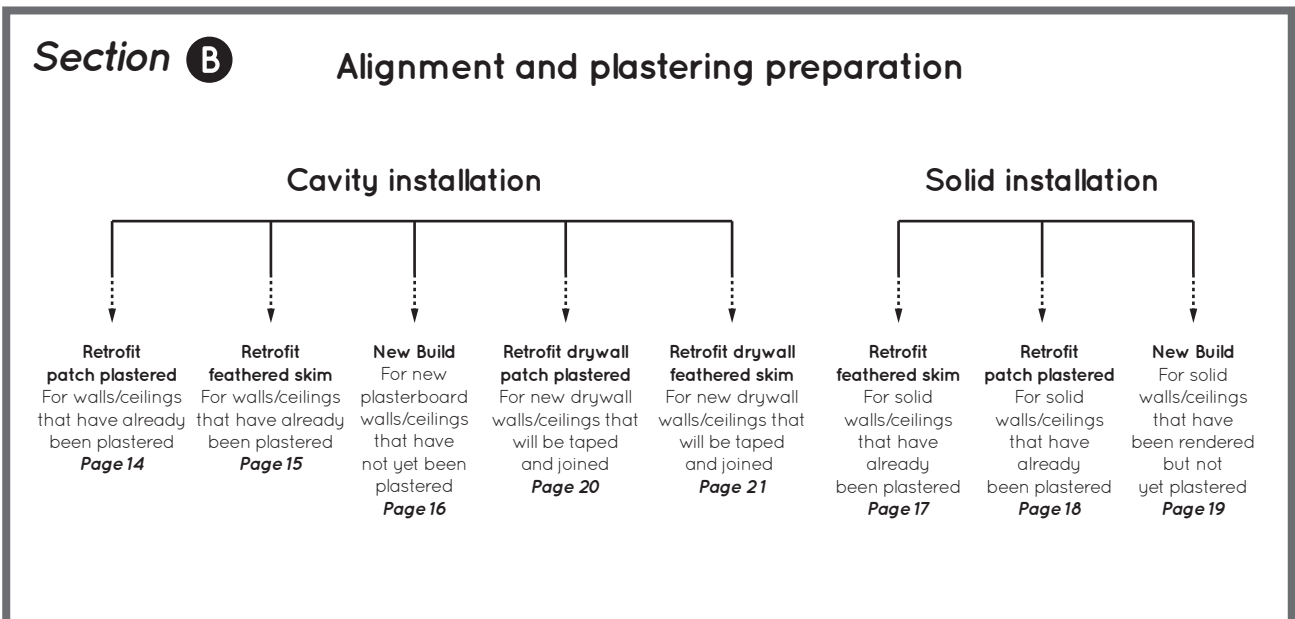 Section B
Alignment and plastering preparation
Cavity installation
Retrofit
patch plastered
For walls/ceilings
that have already
been plastered
Page 14
Retrofit
feathered skim
For walls/ceilings
that have already
been plastered
Page 15
New Build
For new
plasterboard
walls/ceilings
that have
not yet been
plastered
Page 16
Retrofit drywall
patch plastered
For new drywall
walls/ceilings that
will be taped
and joined
Page 20
Retrofit drywall
feathered skim
For new drywall
walls/ceilings that
will be taped
and joined
Page 21
Solid installation
Retrofit
feathered skim
For solid
walls/ceilings
that have
already
been plastered
Page 17
Retrofit
patch plastered
For solid
walls/ceilings
that have
already
been plastered
Page 18
New Build
For solid
walls/ceilings
that have
been rendered
but not
yet plastered
Page 19